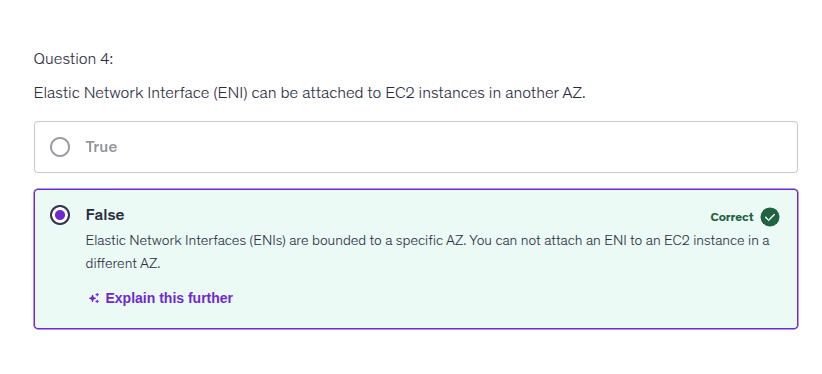 Question 4:
Elastic Network Interface (ENI) can be attached to EC2 instances in another AZ.
True
False
Correct
Elastic Network Interfaces (ENIs) are bounded to a specific AZ. You can not attach an ENI to an EC2 instance in a
different AZ.
Explain this further